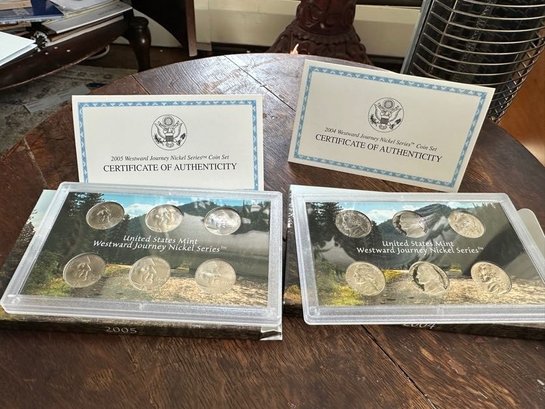 2005 Westward Journey Nickel Series™ Coin Set
CERTIFICATE OF AUTHENTICITY
2004 Westward Journey Nickel Series™ Coin Set
CERTIFICATE OF AUTHENTICITY
United States Mint
Westward Journey Nickel Series™
United States Mint
Westward Journey Nickel Series™
2005
2004